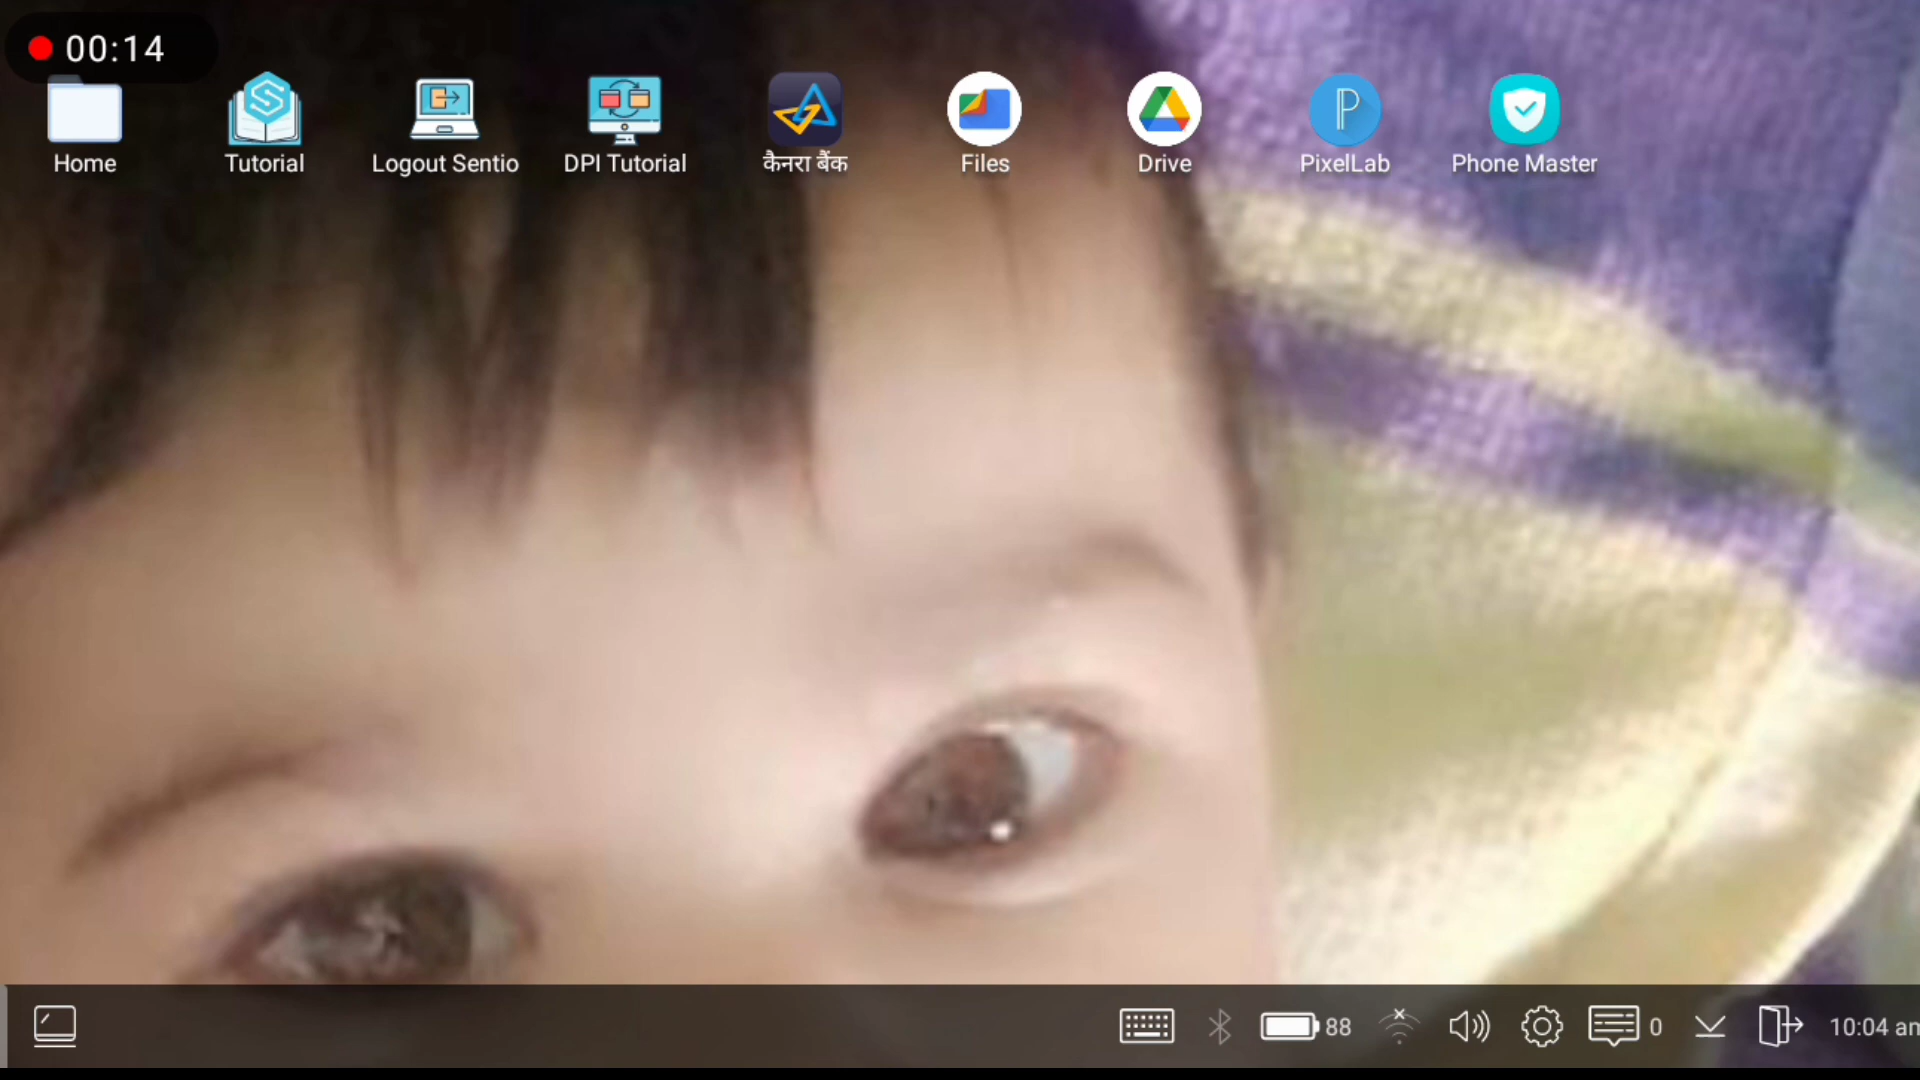 00:14
Home
Tutorial
Logout Sentio
DPI Tutorial
कैनरा बैंक
Files
Drive
PixelLab
Phone Master
88
0
10:04 am